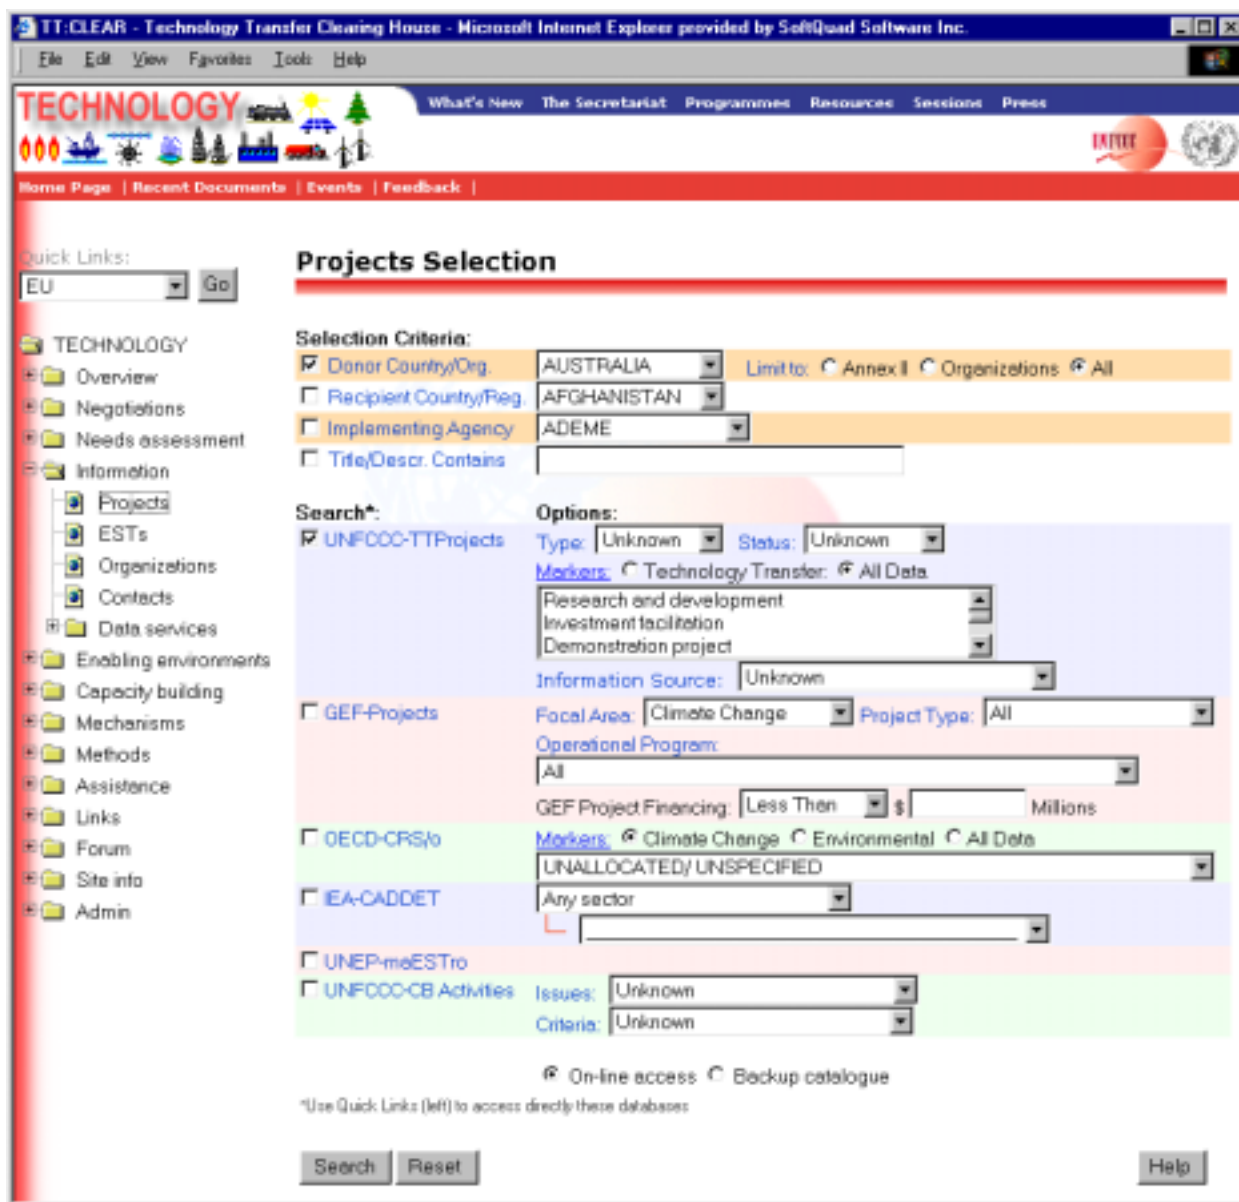 TT:CLEAR - Technology Transfer Clearing House - Microsoft Internet Explorer provided by SoftQuad Software Inc.
File Edit View Favorites Tools Help
TECHNOLOGY
What's New The Secretariat Programmes Resources Sessions Press
Home Page | Recent Documents | Events | Feedback |
Quick Links:
EU Go
Projects Selection
TECHNOLOGY
Overview
Negotiations
Needs assessment
Information
Projects
ESTs
Organizations
Contacts
Data services
Enabling environments
Capacity building
Mechanisms
Methods
Assistance
Links
Forum
Site info
Admin
Selection Criteria:
Donor Country/Org. AUSTRALIA Limit to: Annex II Organizations All
Recipient Country/Reg. AFGHANISTAN
Implementing Agency ADEME
Title/Descr. Contains
Search*: Options:
UNFCCC-TTProjects Type: Unknown Status: Unknown
Markers: Technology Transfer: All Data
Research and development
Investment facilitation
Demonstration project
Information Source: Unknown
GEF-Projects Focal Area: Climate Change Project Type: All
Operational Program:
All
GEF Project Financing: Less Than $ Millions
OECD-CRS/o Markers: Climate Change Environmental All Data
UNALLOCATED/ UNSPECIFIED
IEA-CADDET Any sector
UNEP-maESTro
UNFCCC-CB Activities Issues: Unknown
Criteria: Unknown
On-line access Backup catalogue
*Use Quick Links (left) to access directly these databases
Search Reset Help